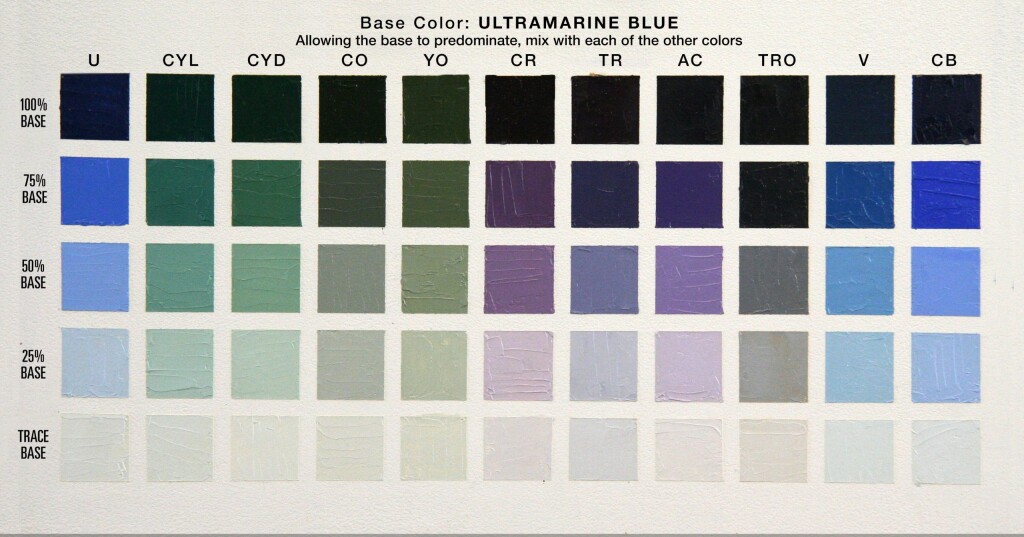 Base Color: ULTRAMARINE BLUE
Allowing the base to predominate, mix with each of the other colors
U CYL CYD CO YO CR TR AC TRO V CB
100%
BASE
75%
BASE
50%
BASE
25%
BASE
TRACE
BASE